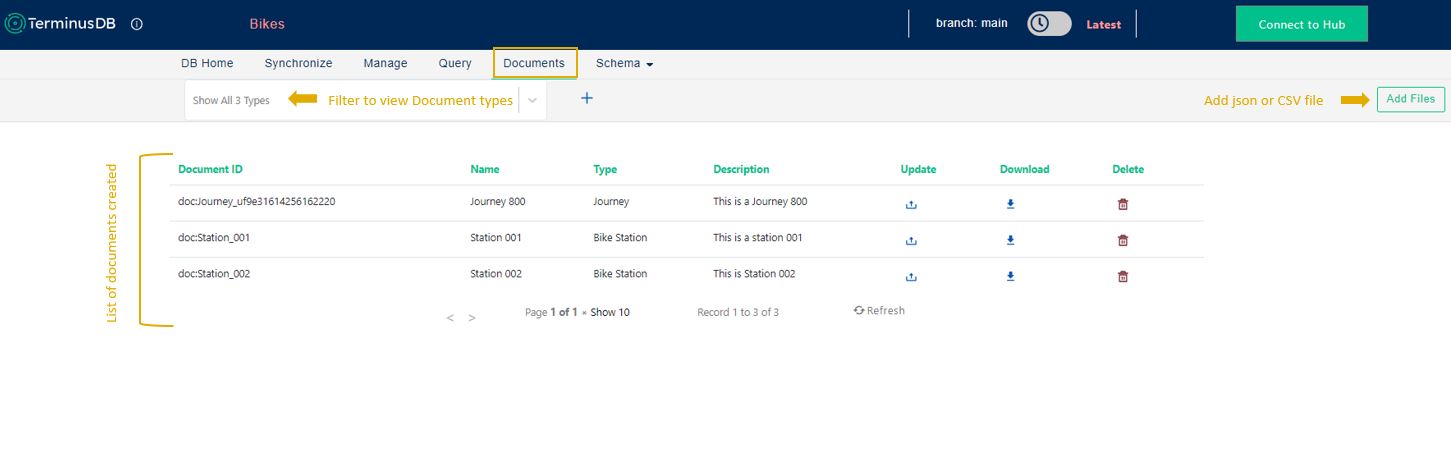 TerminusDB Bikes branch: main Latest Connect to Hub
DB Home Synchronize Manage Query Documents Schema
Show All 3 Types Filter to view Document types + Add json or CSV file Add Files
List of documents created
Document ID Name Type Description Update Download Delete
doc:Journey_uf9e31614256162220 Journey 800 Journey This is a Journey 800
doc:Station_001 Station 001 Bike Station This is a station 001
doc:Station_002 Station 002 Bike Station This is Station 002
< > Page 1 of 1 Show 10 Record 1 to 3 of 3 Refresh